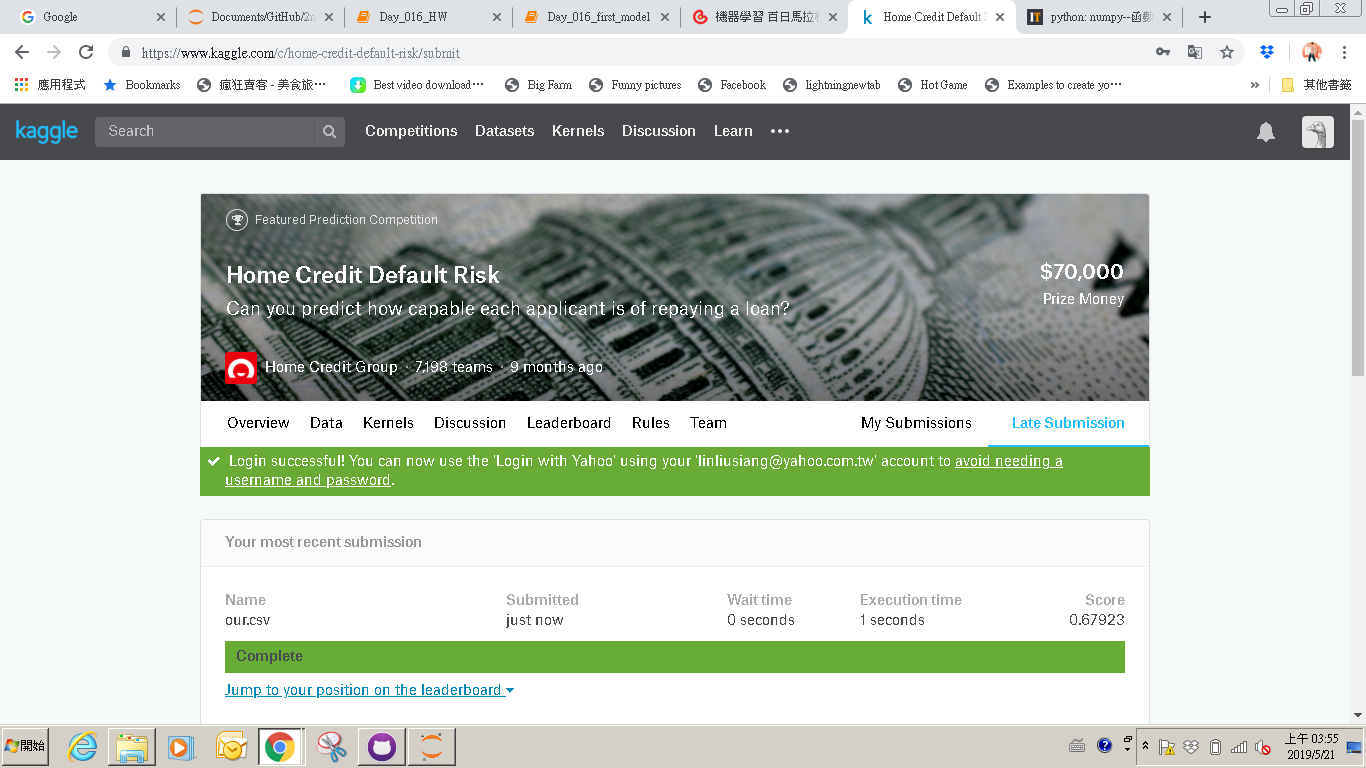 Google
Documents/GitHub/2n
Day_016_HW
Day_016_first_model
機器學習 百日馬拉松
Home Credit Default R
python: numpy--函數
https://www.kaggle.com/c/home-credit-default-risk/submit
應用程式
Bookmarks
瘋狂賣客 - 美食旅…
Best video download…
Big Farm
Funny pictures
Facebook
lightningnewtab
Hot Game
Examples to create yo…
»
其他書籤
kaggle
Search
Competitions
Datasets
Kernels
Discussion
Learn
Featured Prediction Competition
Home Credit Default Risk
$70,000
Can you predict how capable each applicant is of repaying a loan?
Prize Money
Home Credit Group · 7,198 teams · 9 months ago
Overview
Data
Kernels
Discussion
Leaderboard
Rules
Team
My Submissions
Late Submission
Login successful! You can now use the 'Login with Yahoo' using your 'linliusiang@yahoo.com.tw' account to avoid needing a
username and password.
Your most recent submission
Name
Submitted
Wait time
Execution time
Score
our.csv
just now
0 seconds
1 seconds
0.67923
Complete
Jump to your position on the leaderboard
開始
上午 03:55
2019/5/21